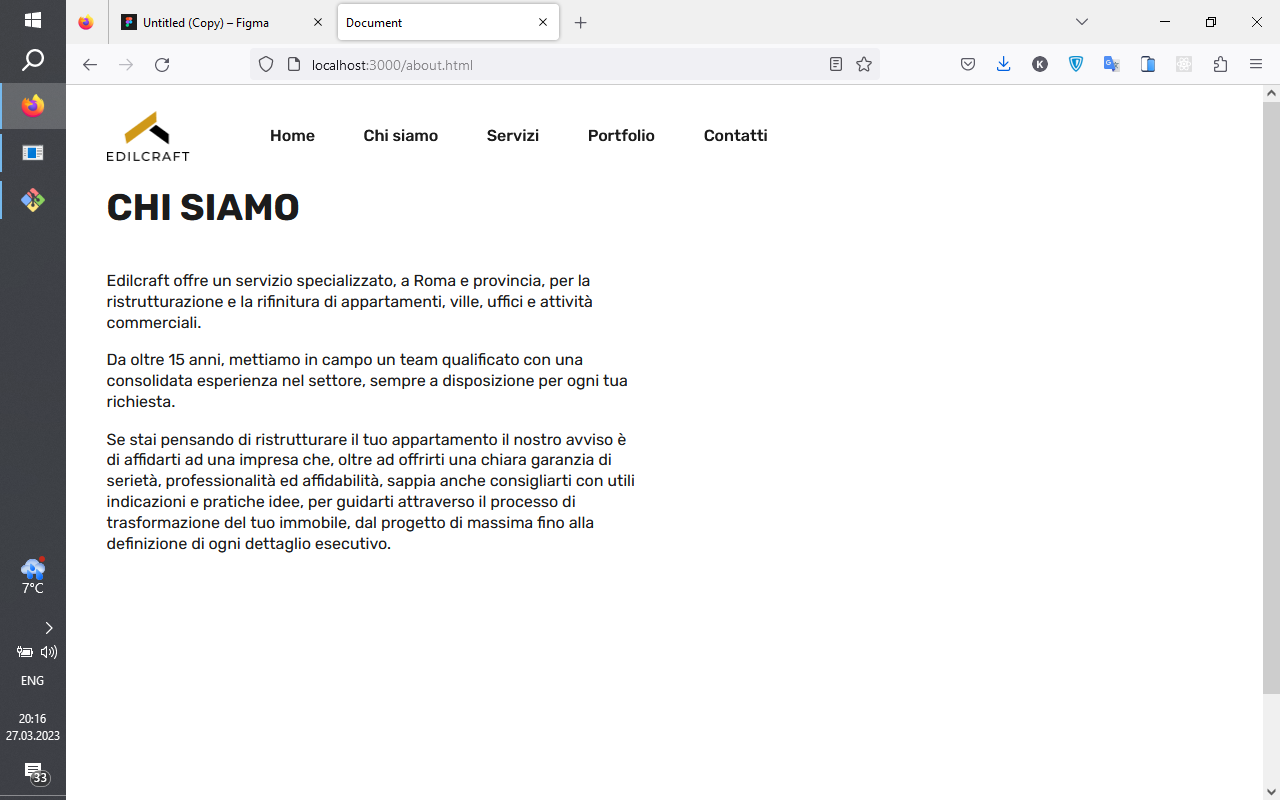 Untitled (Copy) – Figma
Document
localhost:3000/about.html
K
EDILCRAFT
Home
Chi siamo
Servizi
Portfolio
Contatti
CHI SIAMO
Edilcraft offre un servizio specializzato, a Roma e provincia, per la
ristrutturazione e la rifinitura di appartamenti, ville, uffici e attività
commerciali.
Da oltre 15 anni, mettiamo in campo un team qualificato con una
consolidata esperienza nel settore, sempre a disposizione per ogni tua
richiesta.
Se stai pensando di ristrutturare il tuo appartamento il nostro avviso è
di affidarti ad una impresa che, oltre ad offrirti una chiara garanzia di
serietà, professionalità ed affidabilità, sappia anche consigliarti con utili
indicazioni e pratiche idee, per guidarti attraverso il processo di
trasformazione del tuo immobile, dal progetto di massima fino alla
definizione di ogni dettaglio esecutivo.
7°C
ENG
20:16
27.03.2023
33